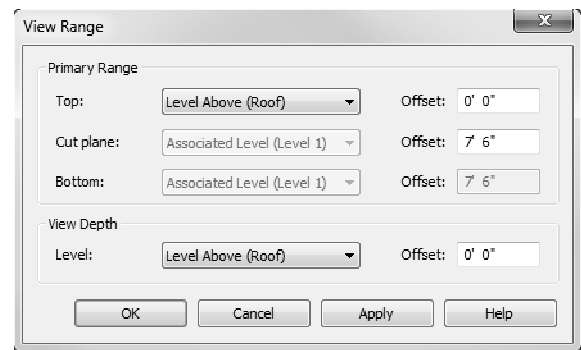 View Range
Primary Range
Top: Level Above (Roof) Offset: 0' 0"
Cut plane: Associated Level (Level 1) Offset: 7' 6"
Bottom: Associated Level (Level 1) Offset: 7' 6"
View Depth
Level: Level Above (Roof) Offset: 0' 0"
OK Cancel Apply Help